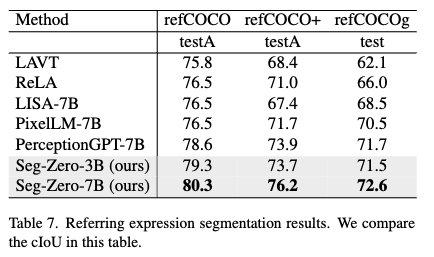 Method refCOCO refCOCO+ refCOCOg
testA testA test
LAVT 75.8 68.4 62.1
ReLA 76.5 71.0 66.0
LISA-7B 76.5 67.4 68.5
PixelLM-7B 76.5 71.7 70.5
PerceptionGPT-7B 78.6 73.9 71.7
Seg-Zero-3B (ours) 79.3 73.7 71.5
Seg-Zero-7B (ours) 80.3 76.2 72.6
Table 7. Referring expression segmentation results. We compare
the cIoU in this table.